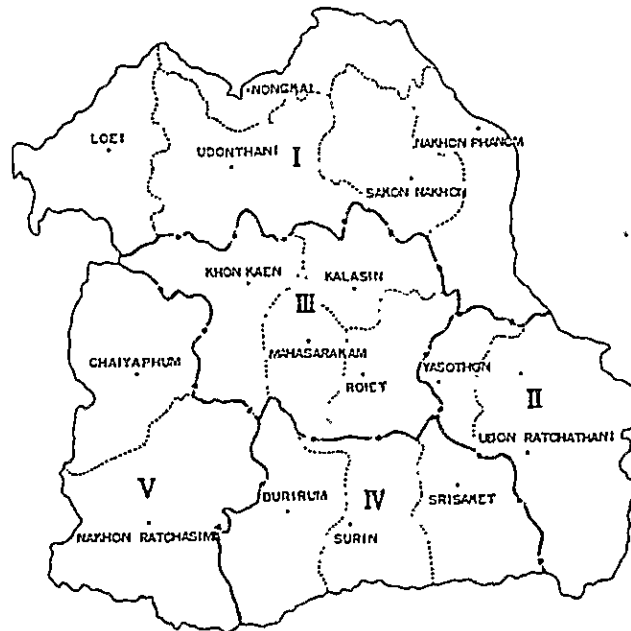 NONGKAI
LOEI
UDONTHANI
I
NAKHON PHANOM
SAKON NAKHON
KHON KAEN
KALASIN
III
CHAIYAPHUM
MAHASARAKAM
ROIET
YASOTHON
II
UBON RATCHATHANI
V
BURIRUM
IV
SRISAKET
NAKHON RATCHASIMA
SURIN